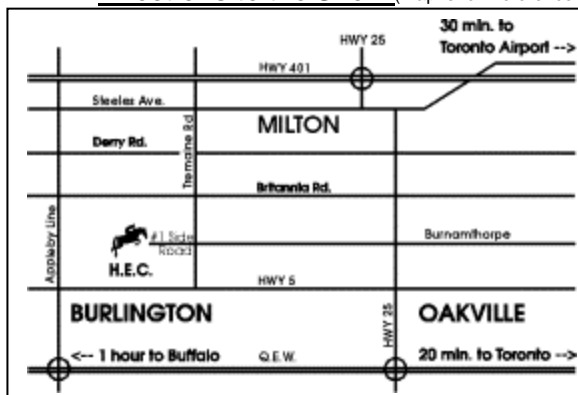 HWY 25
30 min. to
Toronto Airport -->
HWY 401
Steeles Ave.
MILTON
Derry Rd.
Tremaine Rd
Britannia Rd.
Appleby Line
#1 Side
Road
Burnamthorpe
H.E.C.
HWY 5
BURLINGTON
HWY 25
OAKVILLE
<-- 1 hour to Buffalo
Q.E.W.
20 min. to Toronto -->